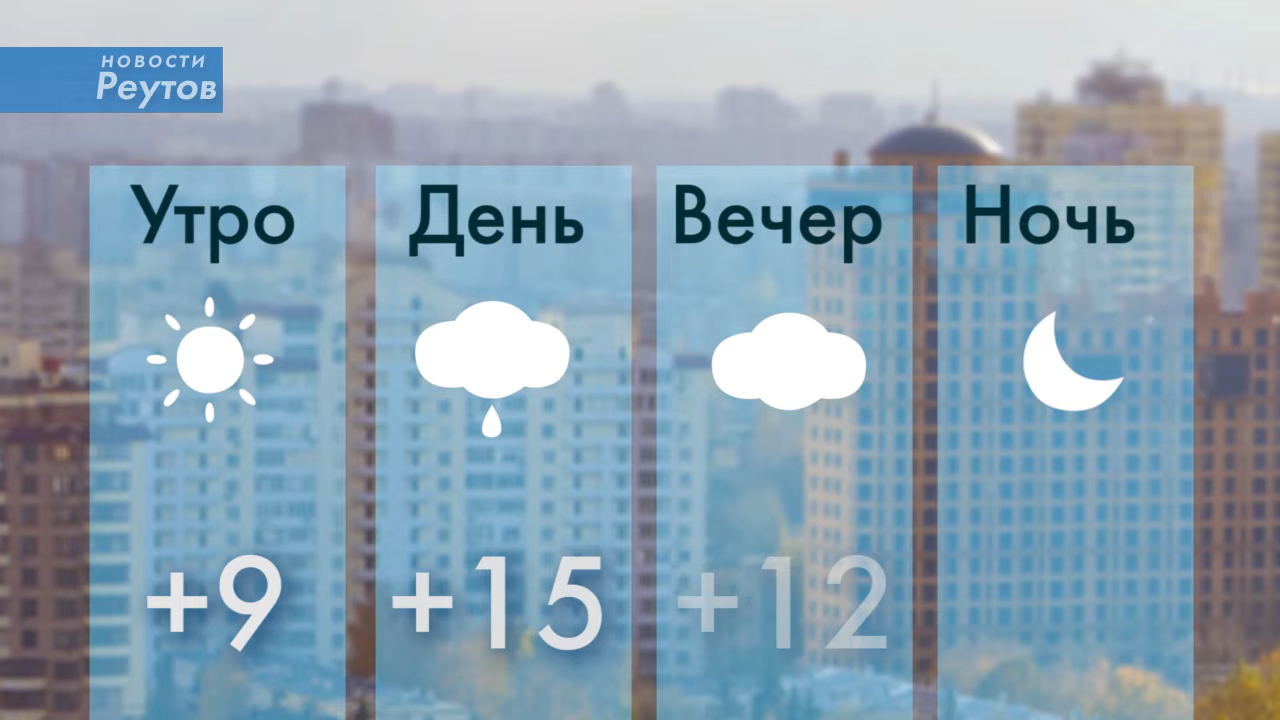 НОВОСТИ
Реутов
Утро
День
Вечер
Ночь
+9
+15
+12